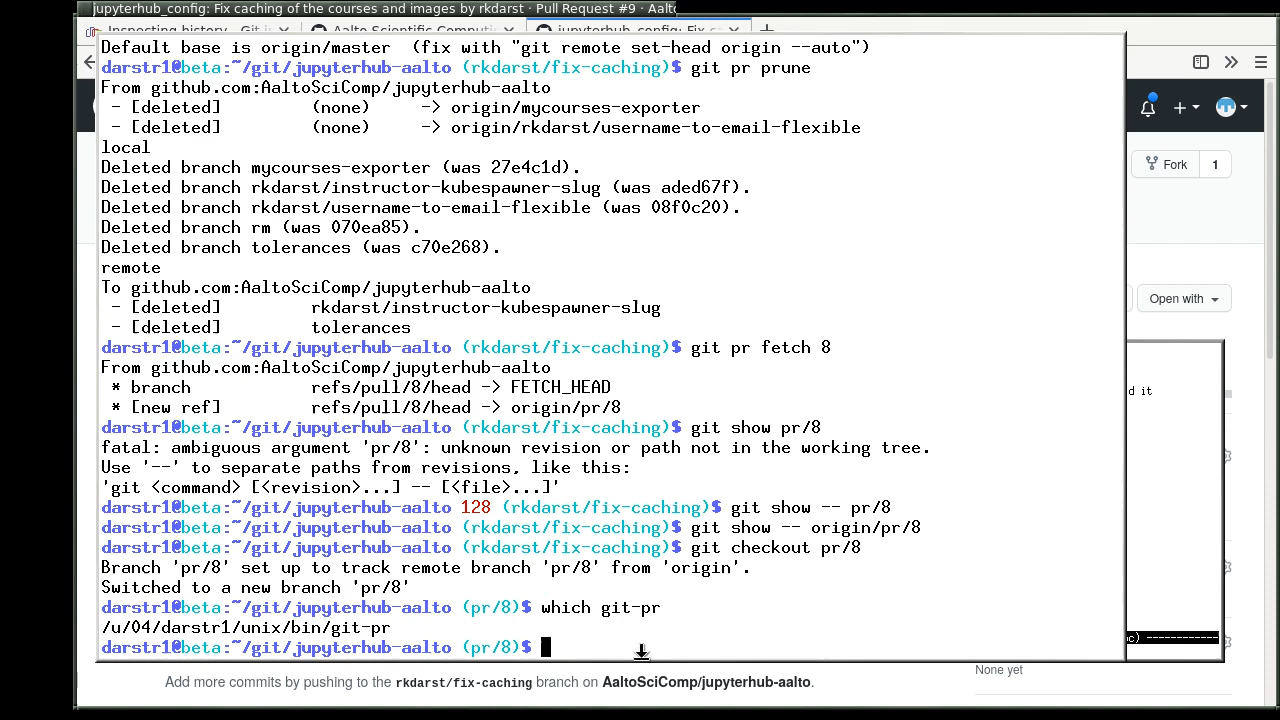 jupyterhub_config: Fix caching of the courses and images by rkdarst · Pull Request #9 · Aalto
Default base is origin/master  (fix with "git remote set-head origin --auto")
darstr1@beta:~/git/jupyterhub-aalto (rkdarst/fix-caching)$ git pr prune
From github.com:AaltoSciComp/jupyterhub-aalto
 - [deleted]         (none)     -> origin/mycourses-exporter
 - [deleted]         (none)     -> origin/rkdarst/username-to-email-flexible
local
Deleted branch mycourses-exporter (was 27e4c1d).
Deleted branch rkdarst/instructor-kubespawner-slug (was aded67f).
Deleted branch rkdarst/username-to-email-flexible (was 08f0c20).
Deleted branch rm (was 070ea85).
Deleted branch tolerances (was c70e268).
remote
To github.com:AaltoSciComp/jupyterhub-aalto
 - [deleted]         rkdarst/instructor-kubespawner-slug
 - [deleted]         tolerances
darstr1@beta:~/git/jupyterhub-aalto (rkdarst/fix-caching)$ git pr fetch 8
From github.com:AaltoSciComp/jupyterhub-aalto
 * branch            refs/pull/8/head -> FETCH_HEAD
 * [new ref]         refs/pull/8/head -> origin/pr/8
darstr1@beta:~/git/jupyterhub-aalto (rkdarst/fix-caching)$ git show pr/8
fatal: ambiguous argument 'pr/8': unknown revision or path not in the working tree.
Use '--' to separate paths from revisions, like this:
'git <command> [<revision>...] -- [<file>...]'
darstr1@beta:~/git/jupyterhub-aalto 128 (rkdarst/fix-caching)$ git show -- pr/8
darstr1@beta:~/git/jupyterhub-aalto (rkdarst/fix-caching)$ git show -- origin/pr/8
darstr1@beta:~/git/jupyterhub-aalto (rkdarst/fix-caching)$ git checkout pr/8
Branch 'pr/8' set up to track remote branch 'pr/8' from 'origin'.
Switched to a new branch 'pr/8'
darstr1@beta:~/git/jupyterhub-aalto (pr/8)$ which git-pr
/u/04/darstr1/unix/bin/git-pr
darstr1@beta:~/git/jupyterhub-aalto (pr/8)$
Fork 1
Open with
d it
c) ------------
None yet
Add more commits by pushing to the rkdarst/fix-caching branch on AaltoSciComp/jupyterhub-aalto.